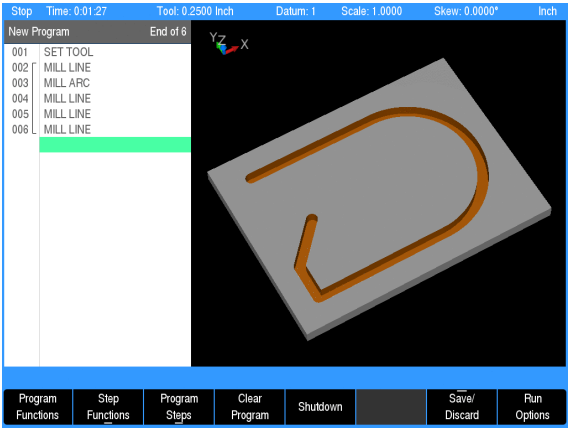 Stop Time: 0:01:27 Tool: 0.2500 Inch Datum: 1 Scale: 1.0000 Skew: 0.0000° Inch
New Program End of 6
001 SET TOOL
002 MILL LINE
003 MILL ARC
004 MILL LINE
005 MILL LINE
006 MILL LINE
Y Z X
Program Functions
Step Functions
Program Steps
Clear Program
Shutdown
Save/ Discard
Run Options